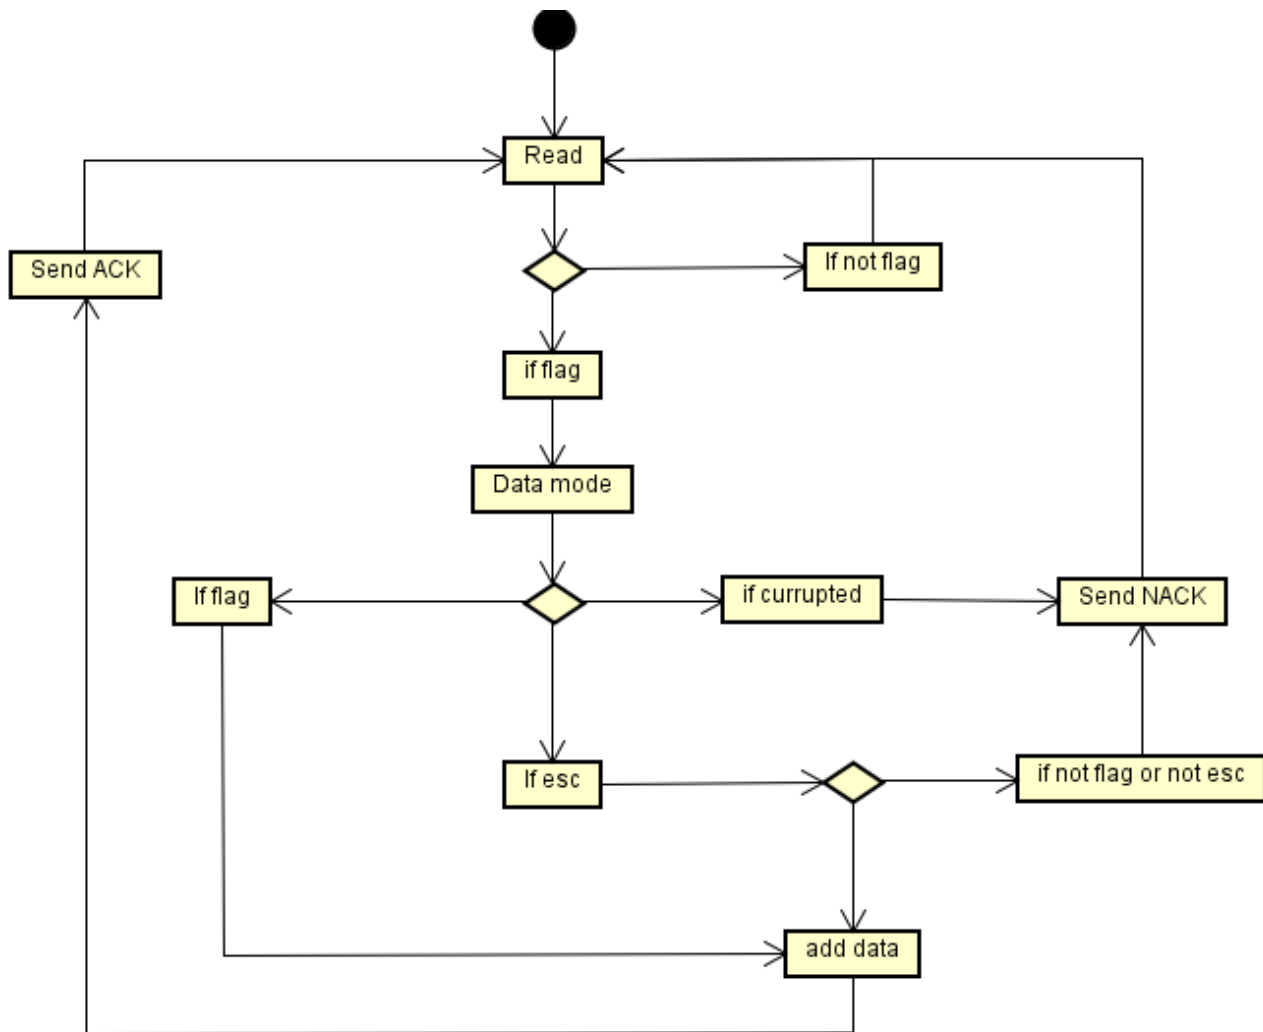 Read
Send ACK
If not flag
if flag
Data mode
If flag
if currupted
Send NACK
If esc
if not flag or not esc
add data